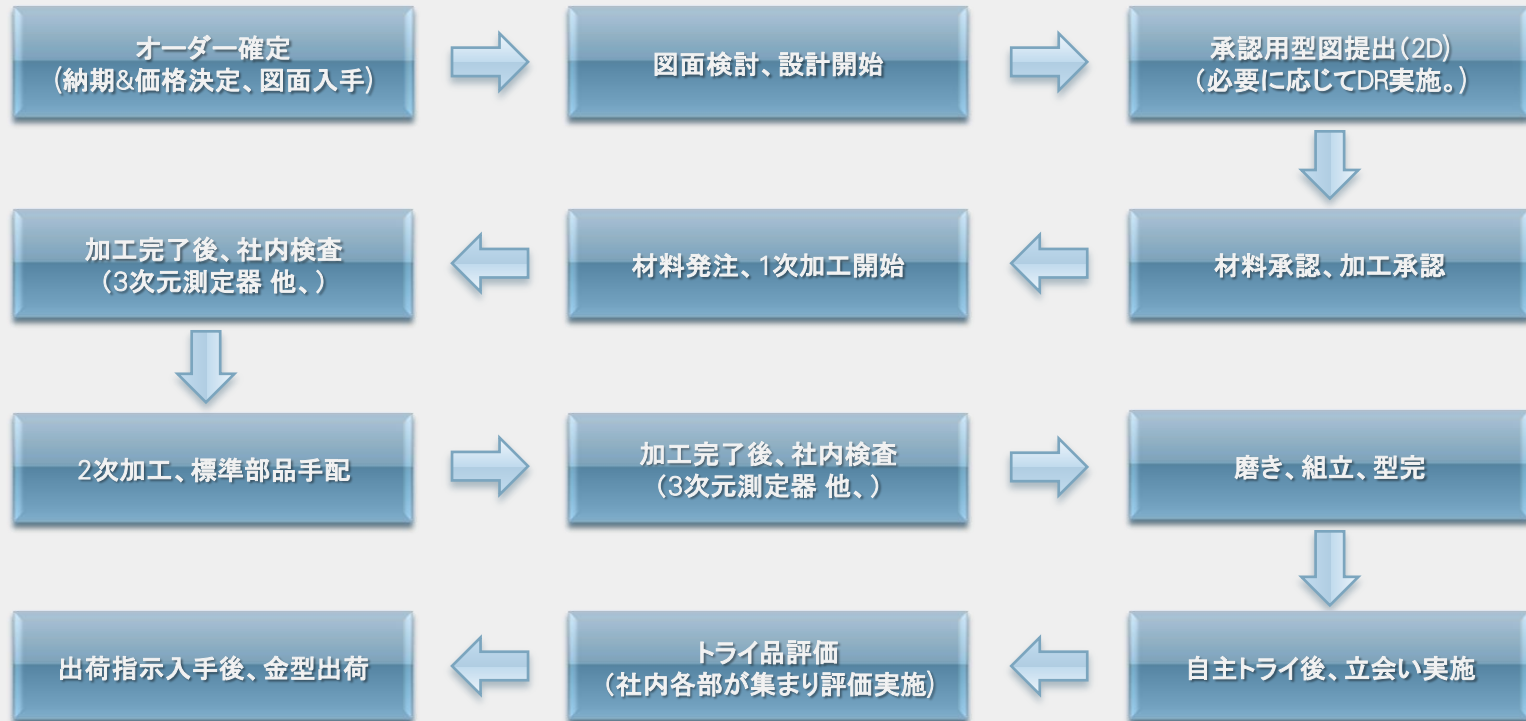 オーダー確定
(納期&価格決定、図面入手)
図面検討、設計開始
承認用型図提出(2D)
(必要に応じてDR実施。)
材料承認、加工承認
材料発注、1次加工開始
加工完了後、社内検査
(3次元測定器 他、)
2次加工、標準部品手配
加工完了後、社内検査
(3次元測定器 他、)
磨き、組立、型完
自主トライ後、立会い実施
トライ品評価
(社内各部が集まり評価実施)
出荷指示入手後、金型出荷